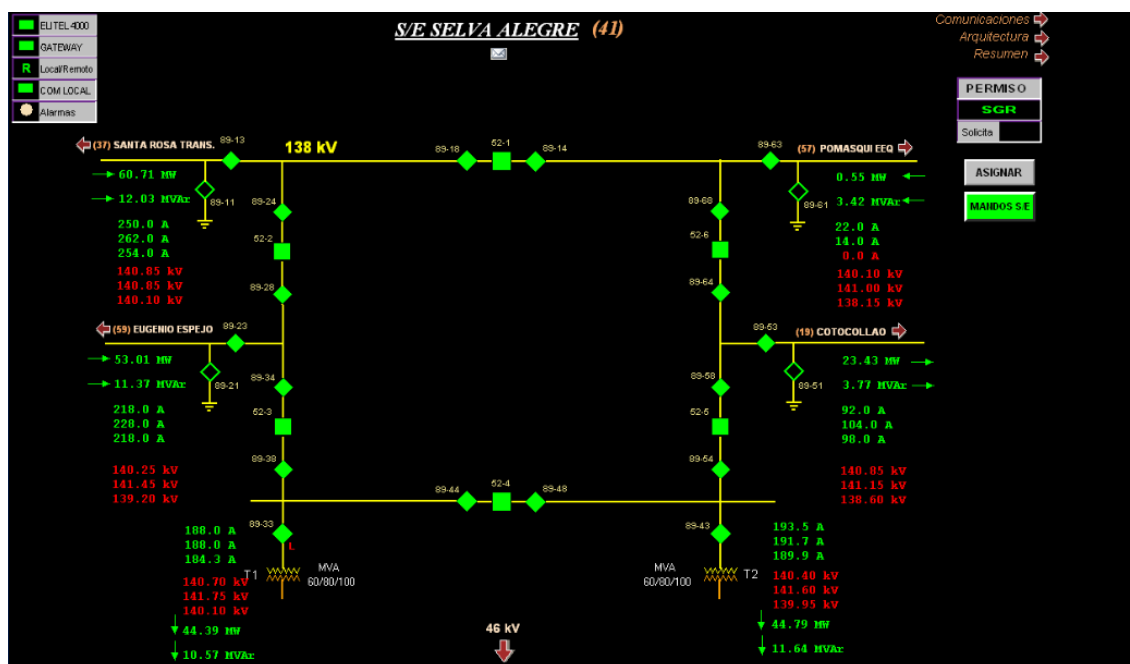 ELITEL 4000
GATEWAY
R Local/Remoto
COM LOCAL
Alarmas
S/E SELVA ALEGRE (41)
Comunicaciones
Arquitectura
Resumen
PERMISO
SGR
Solicita
ASIGNAR
MANDOS S/E
(37) SANTA ROSA TRANS.
89-13
138 kV
89-18
52-1
89-14
89-63
(57) POMASQUI EEQ
60.71 MW
12.03 MVAr
89-11
250.0 A
262.0 A
254.0 A
140.85 kV
140.85 kV
140.10 kV
89-24
52-2
89-28
89-68
52-6
89-64
0.55 MW
3.42 MVAr
89-61
22.0 A
14.0 A
0.0 A
140.10 kV
141.00 kV
138.15 kV
(59) EUGENIO ESPEJO
89-23
89-53
(19) COTOCOLLAO
53.01 MW
11.37 MVAr
89-21
218.0 A
228.0 A
218.0 A
140.25 kV
141.45 kV
139.20 kV
89-34
52-3
89-38
89-58
52-5
89-54
23.43 MW
3.77 MVAr
89-51
92.0 A
104.0 A
98.0 A
140.85 kV
141.15 kV
138.60 kV
89-44
52-4
89-48
89-33
188.0 A
188.0 A
184.3 A
L
140.70 kV
141.75 kV
140.10 kV
T1
MVA
60/80/100
44.39 MW
10.57 MVAr
46 kV
89-43
193.5 A
191.7 A
189.9 A
MVA
60/80/100
T2
140.40 kV
141.60 kV
139.95 kV
44.79 MW
11.64 MVAr